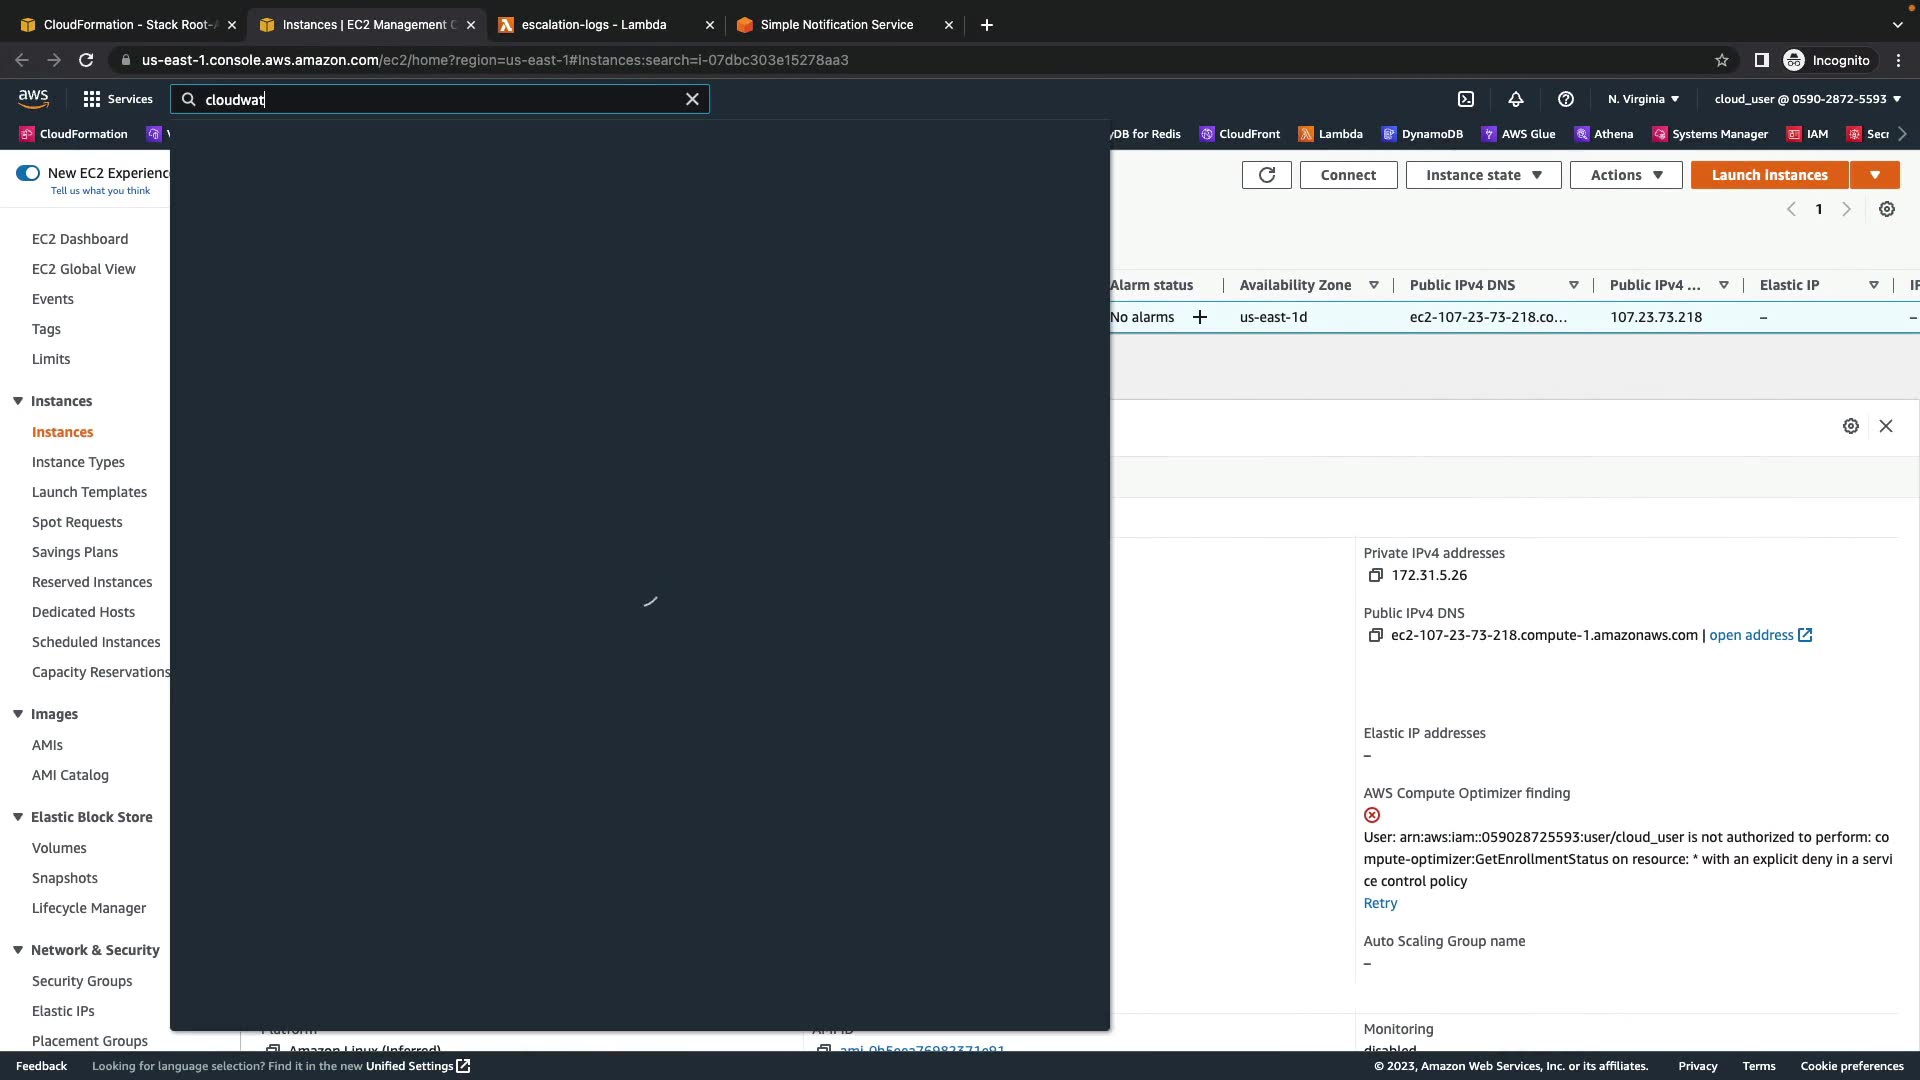 CloudFormation - Stack Root-A
Instances | EC2 Management C
escalation-logs - Lambda
Simple Notification Service
us-east-1.console.aws.amazon.com/ec2/home?region=us-east-1#Instances:search=i-07dbc303e15278aa3
Incognito
aws
Services
cloudwat
N. Virginia
cloud_user @ 0590-2872-5593
CloudFormation
yDB for Redis
CloudFront
Lambda
DynamoDB
AWS Glue
Athena
Systems Manager
IAM
Secr
New EC2 Experience
Tell us what you think
Connect
Instance state
Actions
Launch instances
1
EC2 Dashboard
EC2 Global View
Events
Tags
Limits
Alarm status
Availability Zone
Public IPv4 DNS
Public IPv4 ...
Elastic IP
IP
No alarms
us-east-1d
ec2-107-23-73-218.co...
107.23.73.218
–
–
Instances
Instances
Instance Types
Launch Templates
Spot Requests
Savings Plans
Reserved Instances
Dedicated Hosts
Scheduled Instances
Capacity Reservations
Images
AMIs
AMI Catalog
Elastic Block Store
Volumes
Snapshots
Lifecycle Manager
Network & Security
Security Groups
Elastic IPs
Placement Groups
Private IPv4 addresses
172.31.5.26
Public IPv4 DNS
ec2-107-23-73-218.compute-1.amazonaws.com | open address
Elastic IP addresses
–
AWS Compute Optimizer finding
User: arn:aws:iam::059028725593:user/cloud_user is not authorized to perform: co
mpute-optimizer:GetEnrollmentStatus on resource: * with an explicit deny in a servi
ce control policy
Retry
Auto Scaling Group name
–
Platform
AMI ID
Monitoring
Amazon Linux (Inferred)
ami-0b5eea76982371e91
disabled
Feedback
Looking for language selection? Find it in the new Unified Settings
© 2023, Amazon Web Services, Inc. or its affiliates.
Privacy
Terms
Cookie preferences